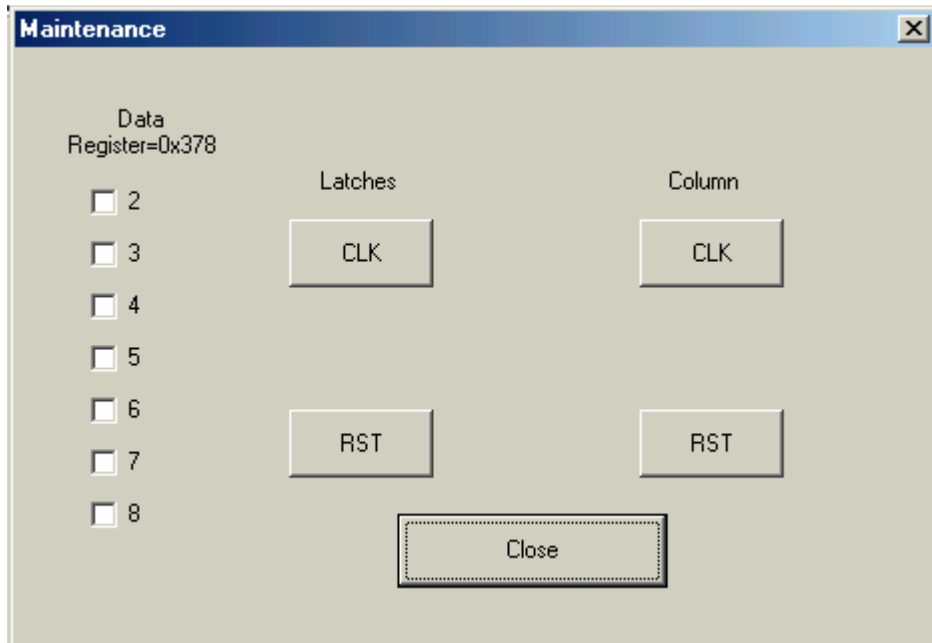 Maintenance
Data
Register=0x378
Latches
Column
2
3
4
5
6
7
8
CLK
CLK
RST
RST
Close